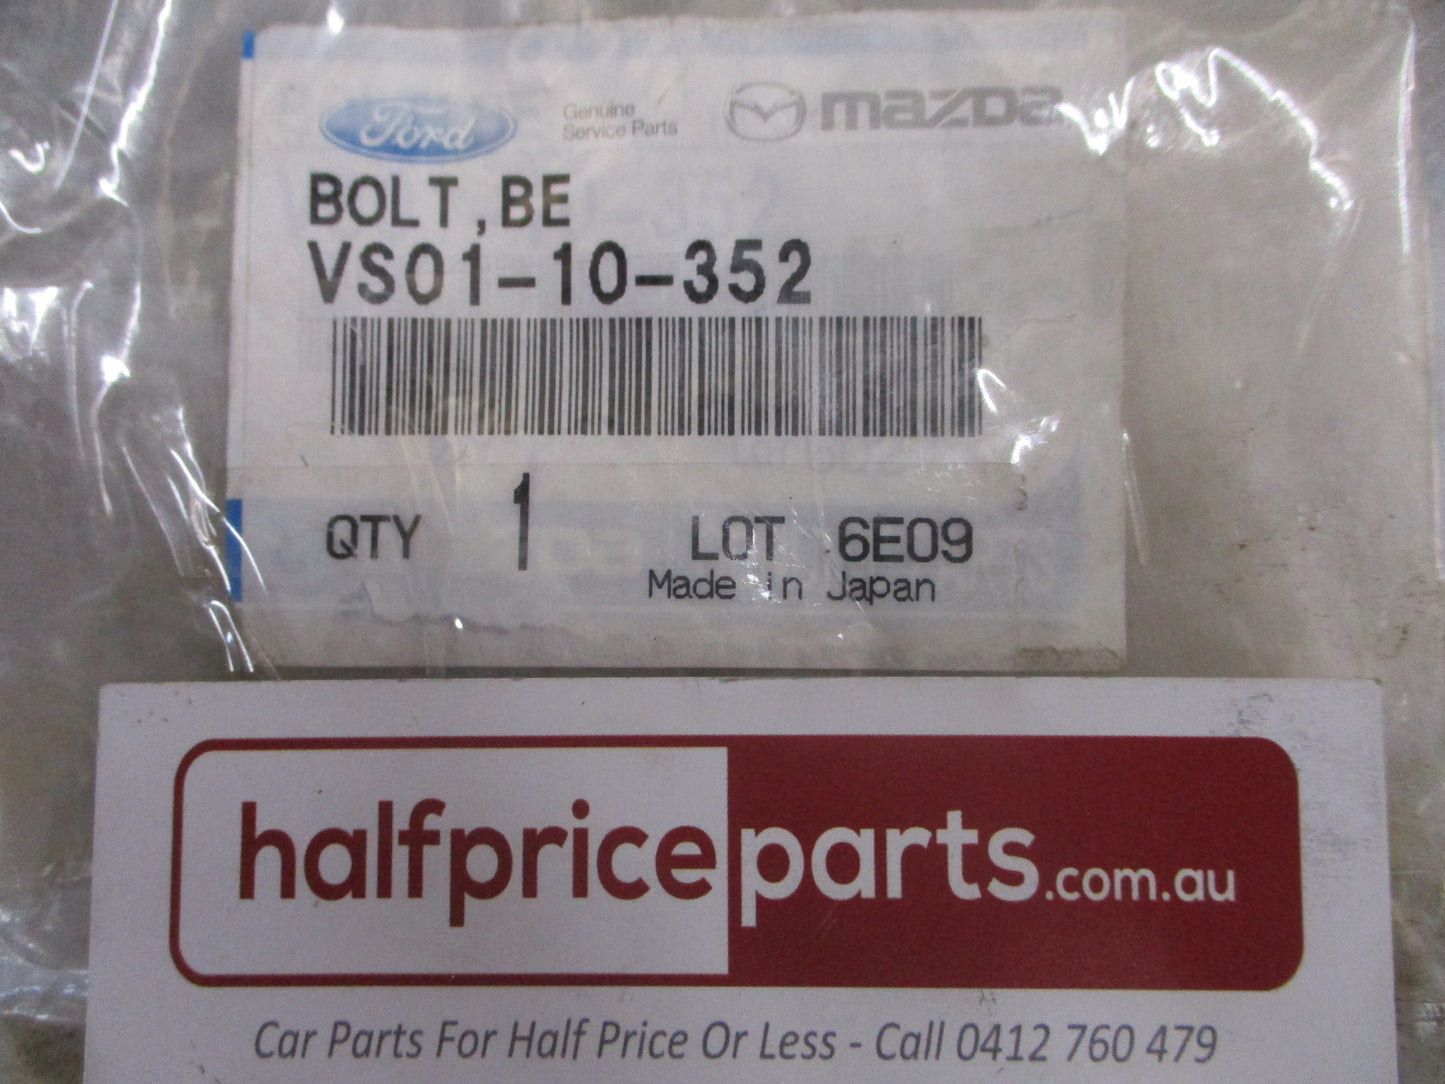 Ford Genuine Service Parts mazda
BOLT,BE
VS01-10-352
QTY 1 LOT 6E09
Made in Japan
halfpriceparts.com.au
Car Parts For Half Price Or Less - Call 0412 760 479